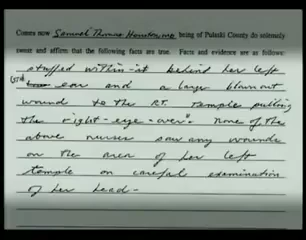 Comes now Samuel Thomas being of Pulaski County do solemnly
swear and affirm that the following facts are true. Facts and evidence are as follows:
stuffed within-it behind her left
ear and a large blowout
wound to the RT. temple pulling
the right-eye-over". None of the
above nurses saw any wounds
on the area of her left
temple on careful examination
of her head-